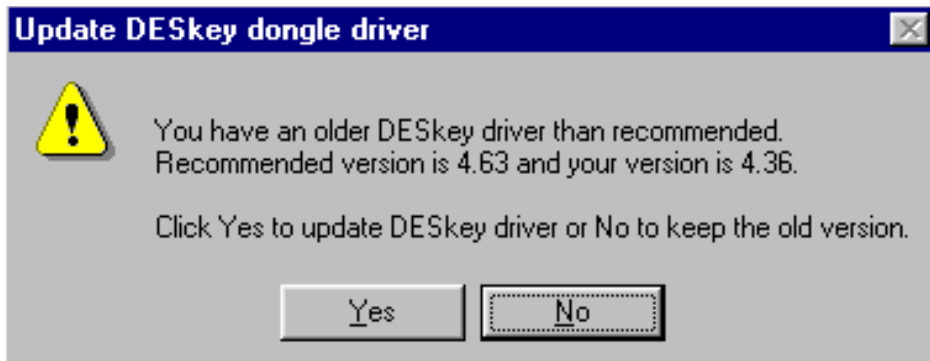 Update DESkey dongle driver
You have an older DESkey driver than recommended.
Recommended version is 4.63 and your version is 4.36.
Click Yes to update DESkey driver or No to keep the old version.
Yes
No